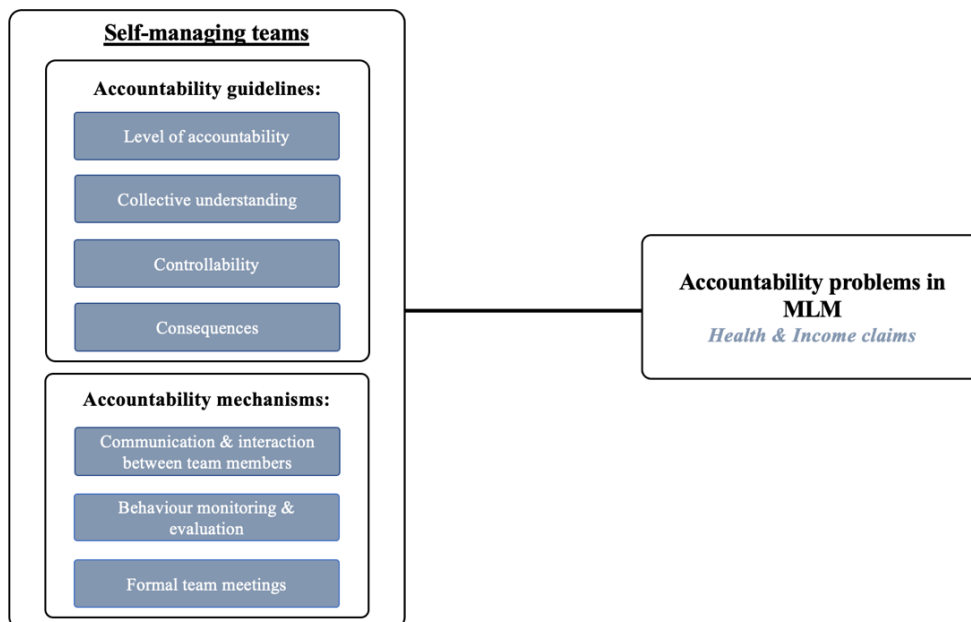 Self-managing teams
Accountability guidelines:
Level of accountability
Collective understanding
Controllability
Consequences
Accountability mechanisms:
Communication & interaction
between team members
Behaviour monitoring &
evaluation
Formal team meetings
Accountability problems in
MLM
Health & Income claims